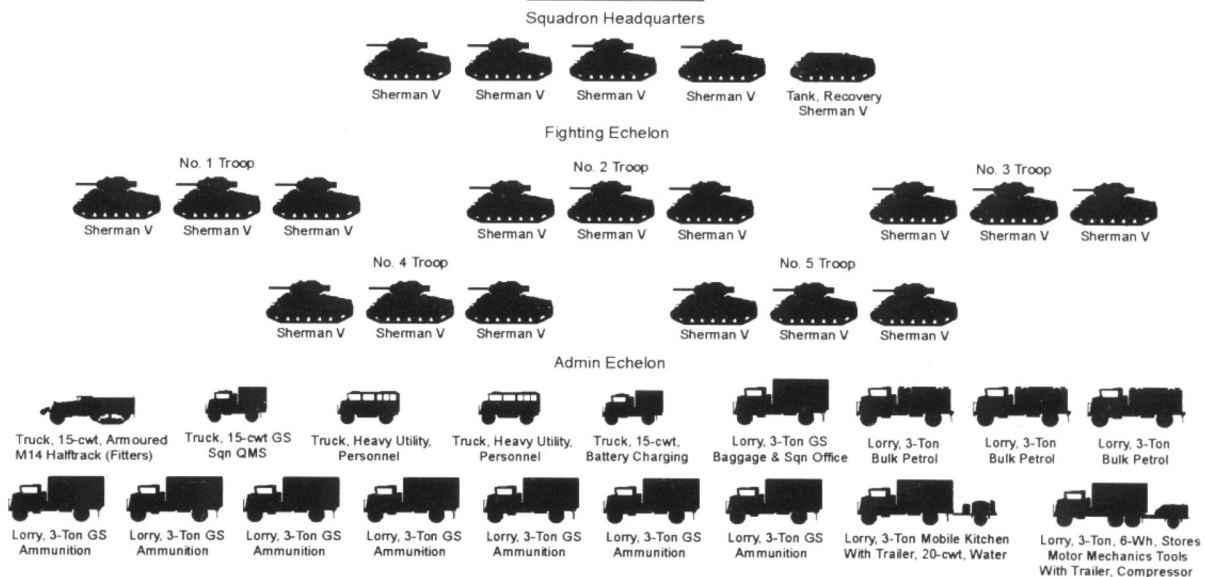 Squadron Headquarters
Sherman V Sherman V Sherman V Sherman V Tank, Recovery
Sherman V
Fighting Echelon
No. 1 Troop No. 2 Troop No. 3 Troop
Sherman V Sherman V Sherman V Sherman V Sherman V Sherman V Sherman V Sherman V Sherman V
No. 4 Troop No. 5 Troop
Sherman V Sherman V Sherman V Sherman V Sherman V Sherman V
Admin Echelon
Truck, 15-cwt, Armoured
M14 Halftrack (Fitters)
Truck, 15-cwt GS
Sqn QMS
Truck, Heavy Utility,
Personnel
Truck, Heavy Utility,
Personnel
Truck, 15-cwt,
Battery Charging
Lorry, 3-Ton GS
Baggage & Sqn Office
Lorry, 3-Ton
Bulk Petrol
Lorry, 3-Ton
Bulk Petrol
Lorry, 3-Ton
Bulk Petrol
Lorry, 3-Ton GS
Ammunition
Lorry, 3-Ton GS
Ammunition
Lorry, 3-Ton GS
Ammunition
Lorry, 3-Ton GS
Ammunition
Lorry, 3-Ton GS
Ammunition
Lorry, 3-Ton GS
Ammunition
Lorry, 3-Ton GS
Ammunition
Lorry, 3-Ton Mobile Kitchen
With Trailer, 20-cwt, Water
Lorry, 3-Ton, 6-Wh, Stores
Motor Mechanics Tools
With Trailer, Compressor